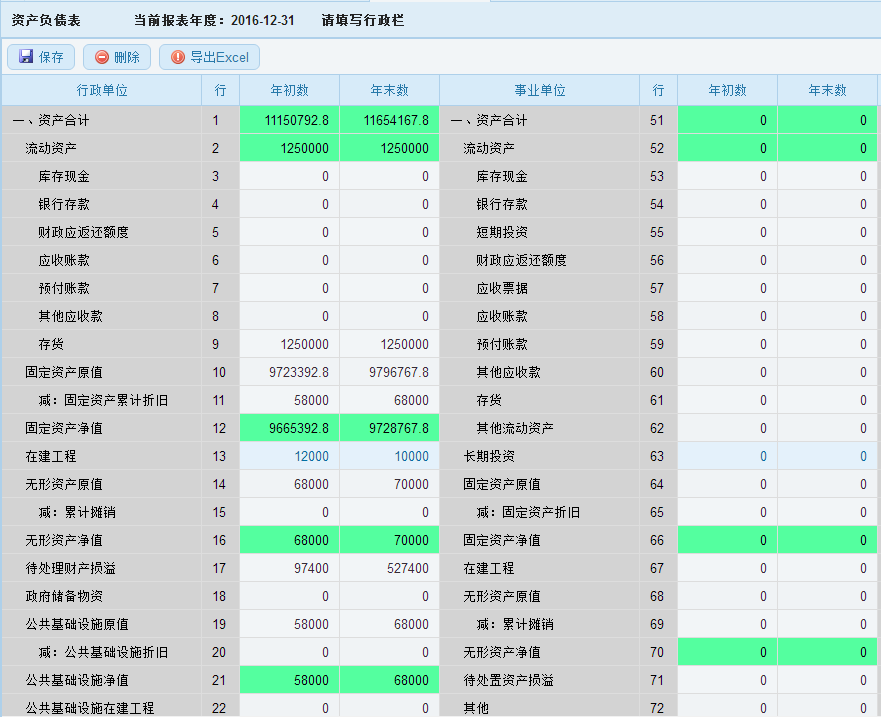 资产负债表 当前报表年度：2016-12-31 请填写行政栏
保存 删除 导出Excel
行政单位 行 年初数 年末数 事业单位 行 年初数 年末数
一、资产合计 1 11150792.8 11654167.8 一、资产合计 51 0 0
流动资产 2 1250000 1250000 流动资产 52 0 0
库存现金 3 0 0 库存现金 53 0 0
银行存款 4 0 0 银行存款 54 0 0
财政应返还额度 5 0 0 短期投资 55 0 0
应收账款 6 0 0 财政应返还额度 56 0 0
预付账款 7 0 0 应收票据 57 0 0
其他应收款 8 0 0 应收账款 58 0 0
存货 9 1250000 1250000 预付账款 59 0 0
固定资产原值 10 9723392.8 9796767.8 其他应收款 60 0 0
减：固定资产累计折旧 11 58000 68000 存货 61 0 0
固定资产净值 12 9665392.8 9728767.8 其他流动资产 62 0 0
在建工程 13 12000 10000 长期投资 63 0 0
无形资产原值 14 68000 70000 固定资产原值 64 0 0
减：累计摊销 15 0 0 减：固定资产折旧 65 0 0
无形资产净值 16 68000 70000 固定资产净值 66 0 0
待处理财产损溢 17 97400 527400 在建工程 67 0 0
政府储备物资 18 0 0 无形资产原值 68 0 0
公共基础设施原值 19 58000 68000 减：累计摊销 69 0 0
减：公共基础设施折旧 20 0 0 无形资产净值 70 0 0
公共基础设施净值 21 58000 68000 待处置资产损溢 71 0 0
公共基础设施在建工程 22 0 0 其他 72 0 0